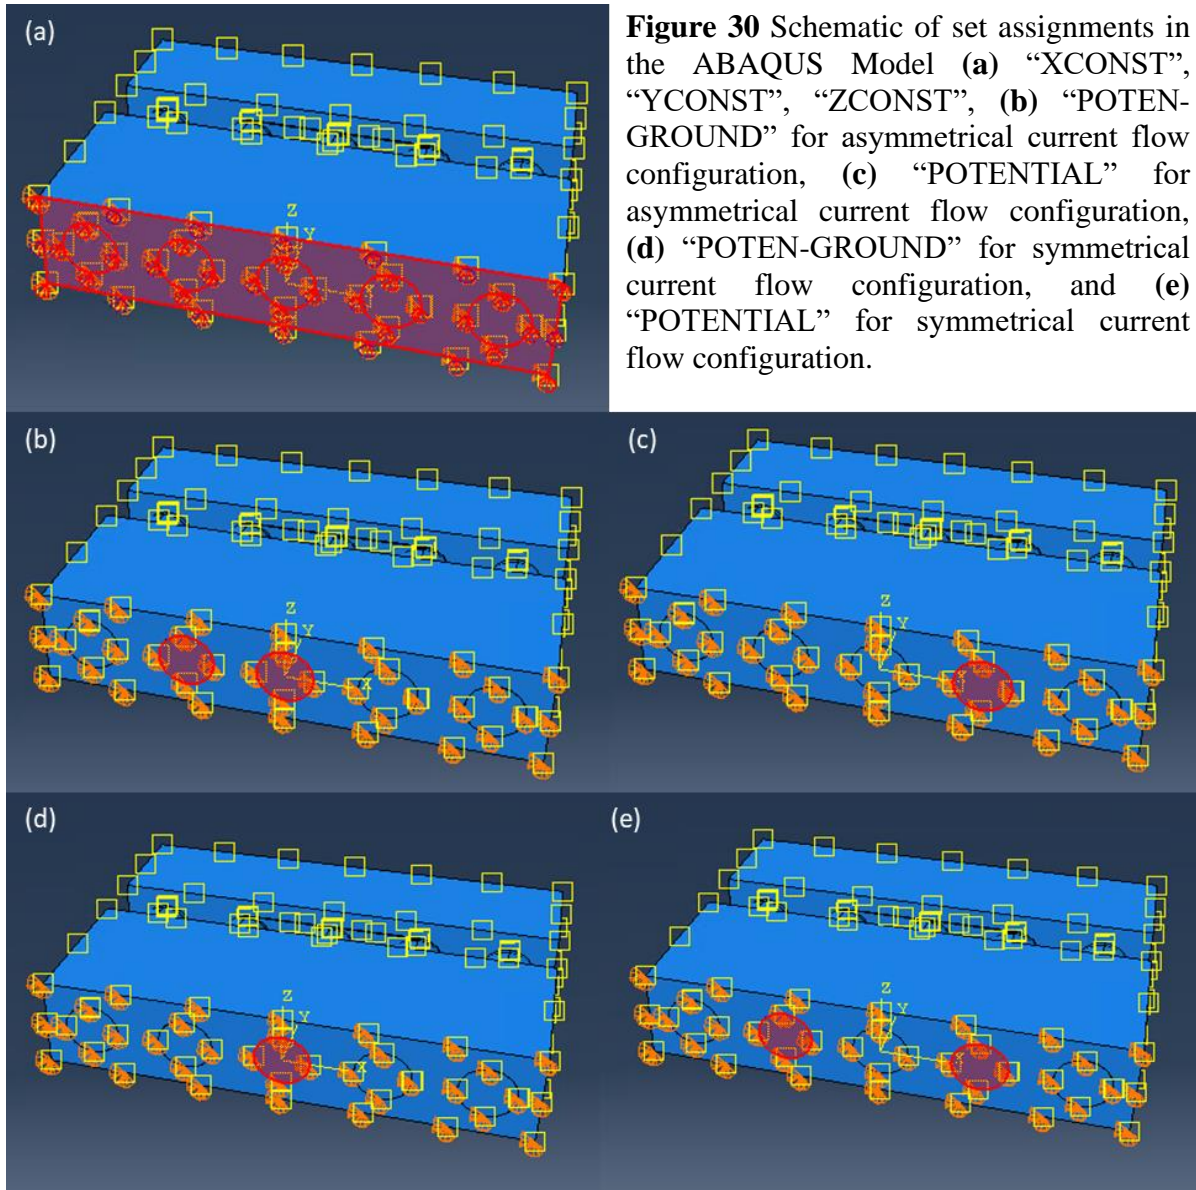 (a)
Figure 30 Schematic of set assignments in
the ABAQUS Model (a) “XCONST”,
“YCONST”, “ZCONST”, (b) “POTEN-
GROUND” for asymmetrical current flow
configuration, (c) “POTENTIAL” for
asymmetrical current flow configuration,
(d) “POTEN-GROUND” for symmetrical
current flow configuration, and (e)
“POTENTIAL” for symmetrical current
flow configuration.
Z
Y
(b)
Z
Y
X
(c)
Z
Y
X
(d)
Z
Y
X
(e)
Z
Y
X